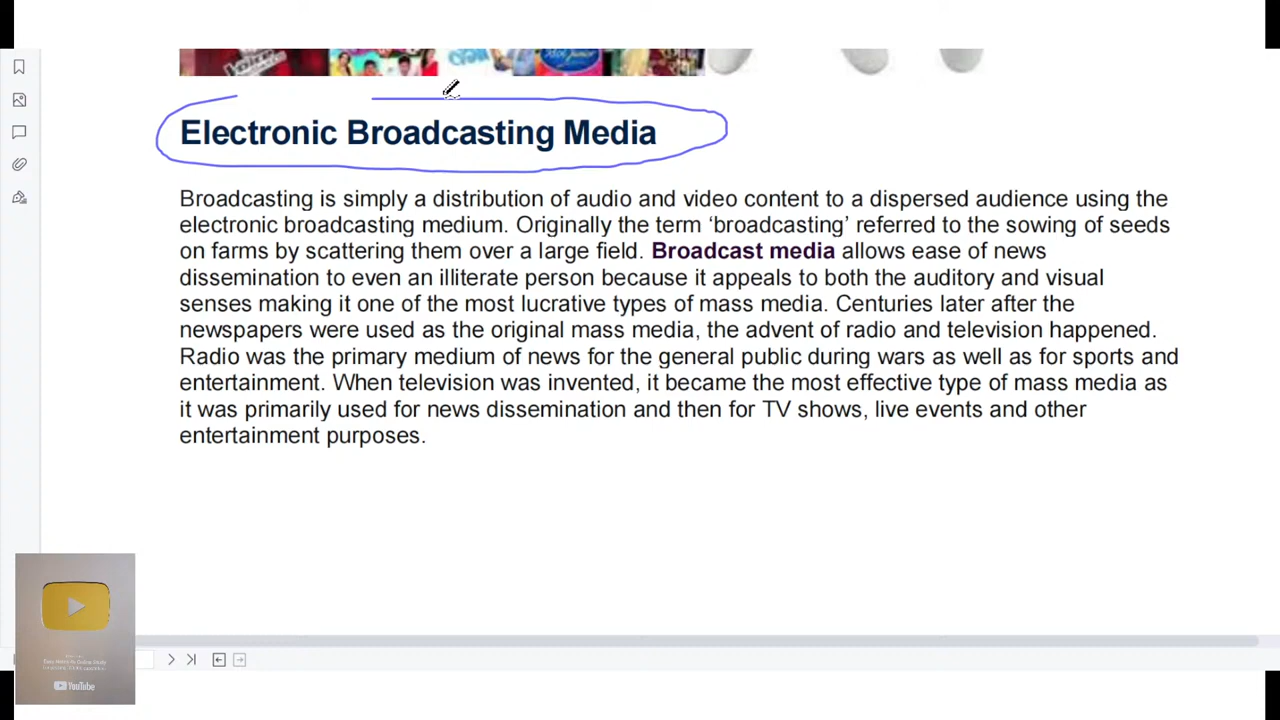 Electronic Broadcasting Media
Broadcasting is simply a distribution of audio and video content to a dispersed audience using the
electronic broadcasting medium. Originally the term ‘broadcasting’ referred to the sowing of seeds
on farms by scattering them over a large field. Broadcast media allows ease of news
dissemination to even an illiterate person because it appeals to both the auditory and visual
senses making it one of the most lucrative types of mass media. Centuries later after the
newspapers were used as the original mass media, the advent of radio and television happened.
Radio was the primary medium of news for the general public during wars as well as for sports and
entertainment. When television was invented, it became the most effective type of mass media as
it was primarily used for news dissemination and then for TV shows, live events and other
entertainment purposes.
YouTube